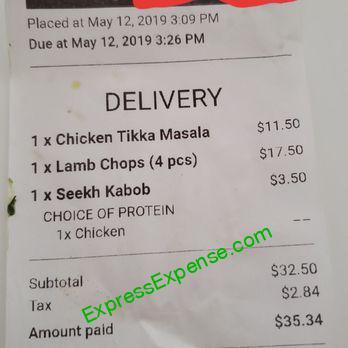 Placed at May 12, 2019 3:09 PM
Due at May 12, 2019 3:26 PM
DELIVERY
1 x Chicken Tikka Masala $11.50
1 x Lamb Chops (4 pcs) $17.50
1 x Seekh Kabob $3.50
CHOICE OF PROTEIN
1x Chicken --
Subtotal $32.50
Tax $2.84
Amount paid $35.34
ExpressExpense.com